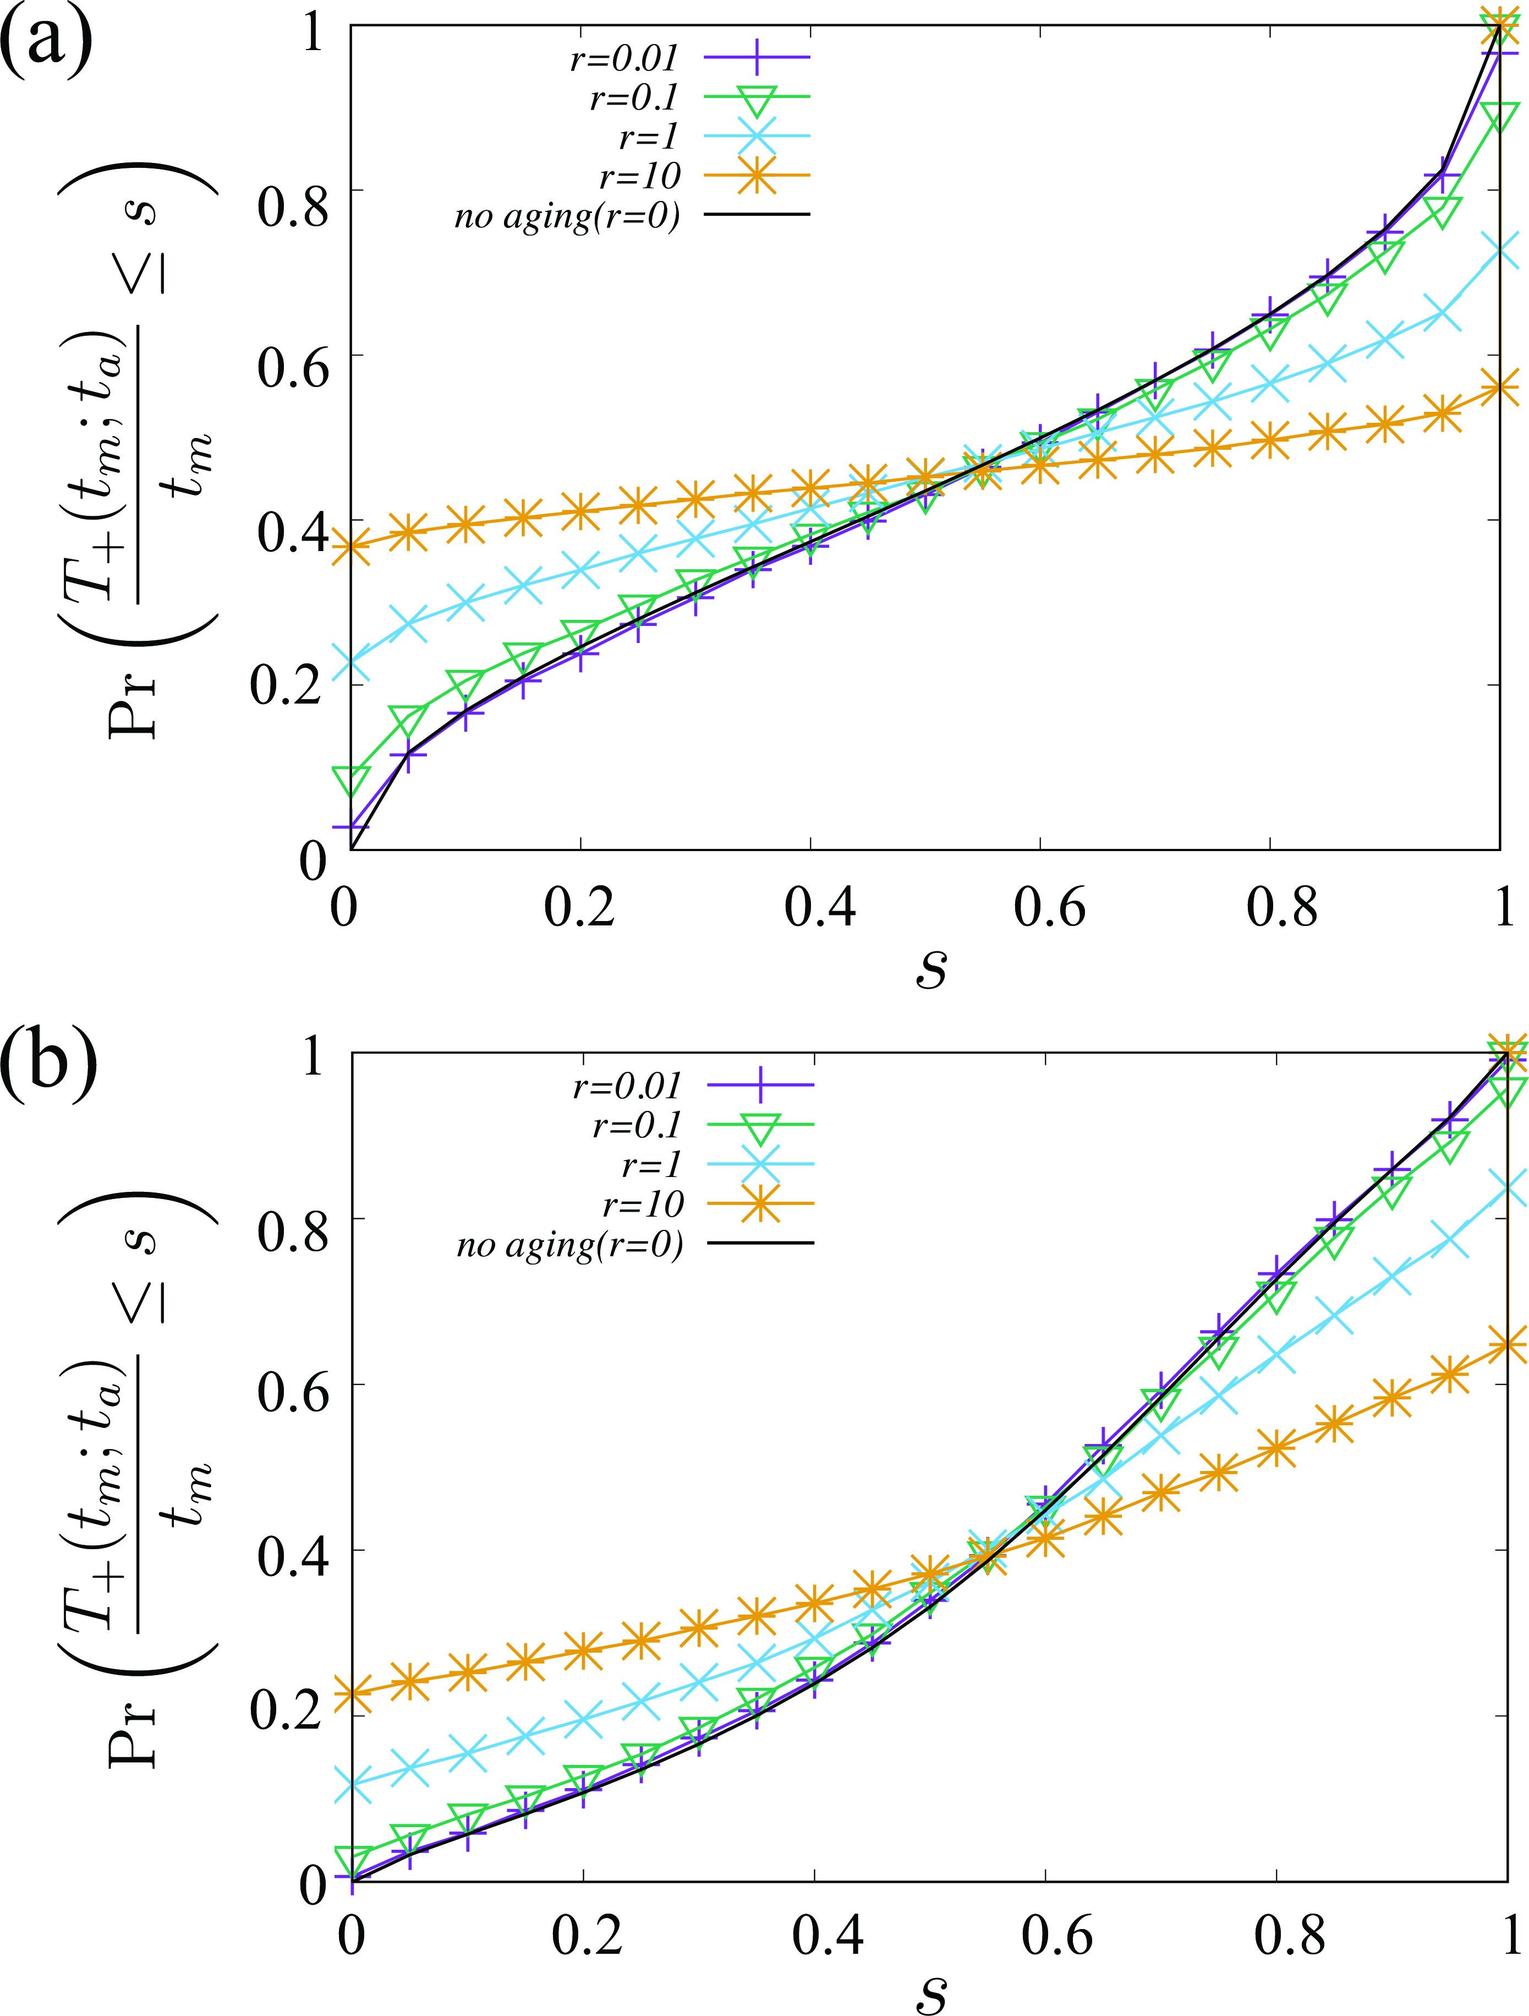 (a)
Pr ( T₊(tₘ; tₐ) / tₘ ≤ s )
r=0.01
r=0.1
r=1
r=10
no aging(r=0)
1
0.8
0.6
0.4
0.2
0
0 0.2 0.4 0.6 0.8 1
s
(b)
Pr ( T₊(tₘ; tₐ) / tₘ ≤ s )
r=0.01
r=0.1
r=1
r=10
no aging(r=0)
1
0.8
0.6
0.4
0.2
0
0 0.2 0.4 0.6 0.8 1
s